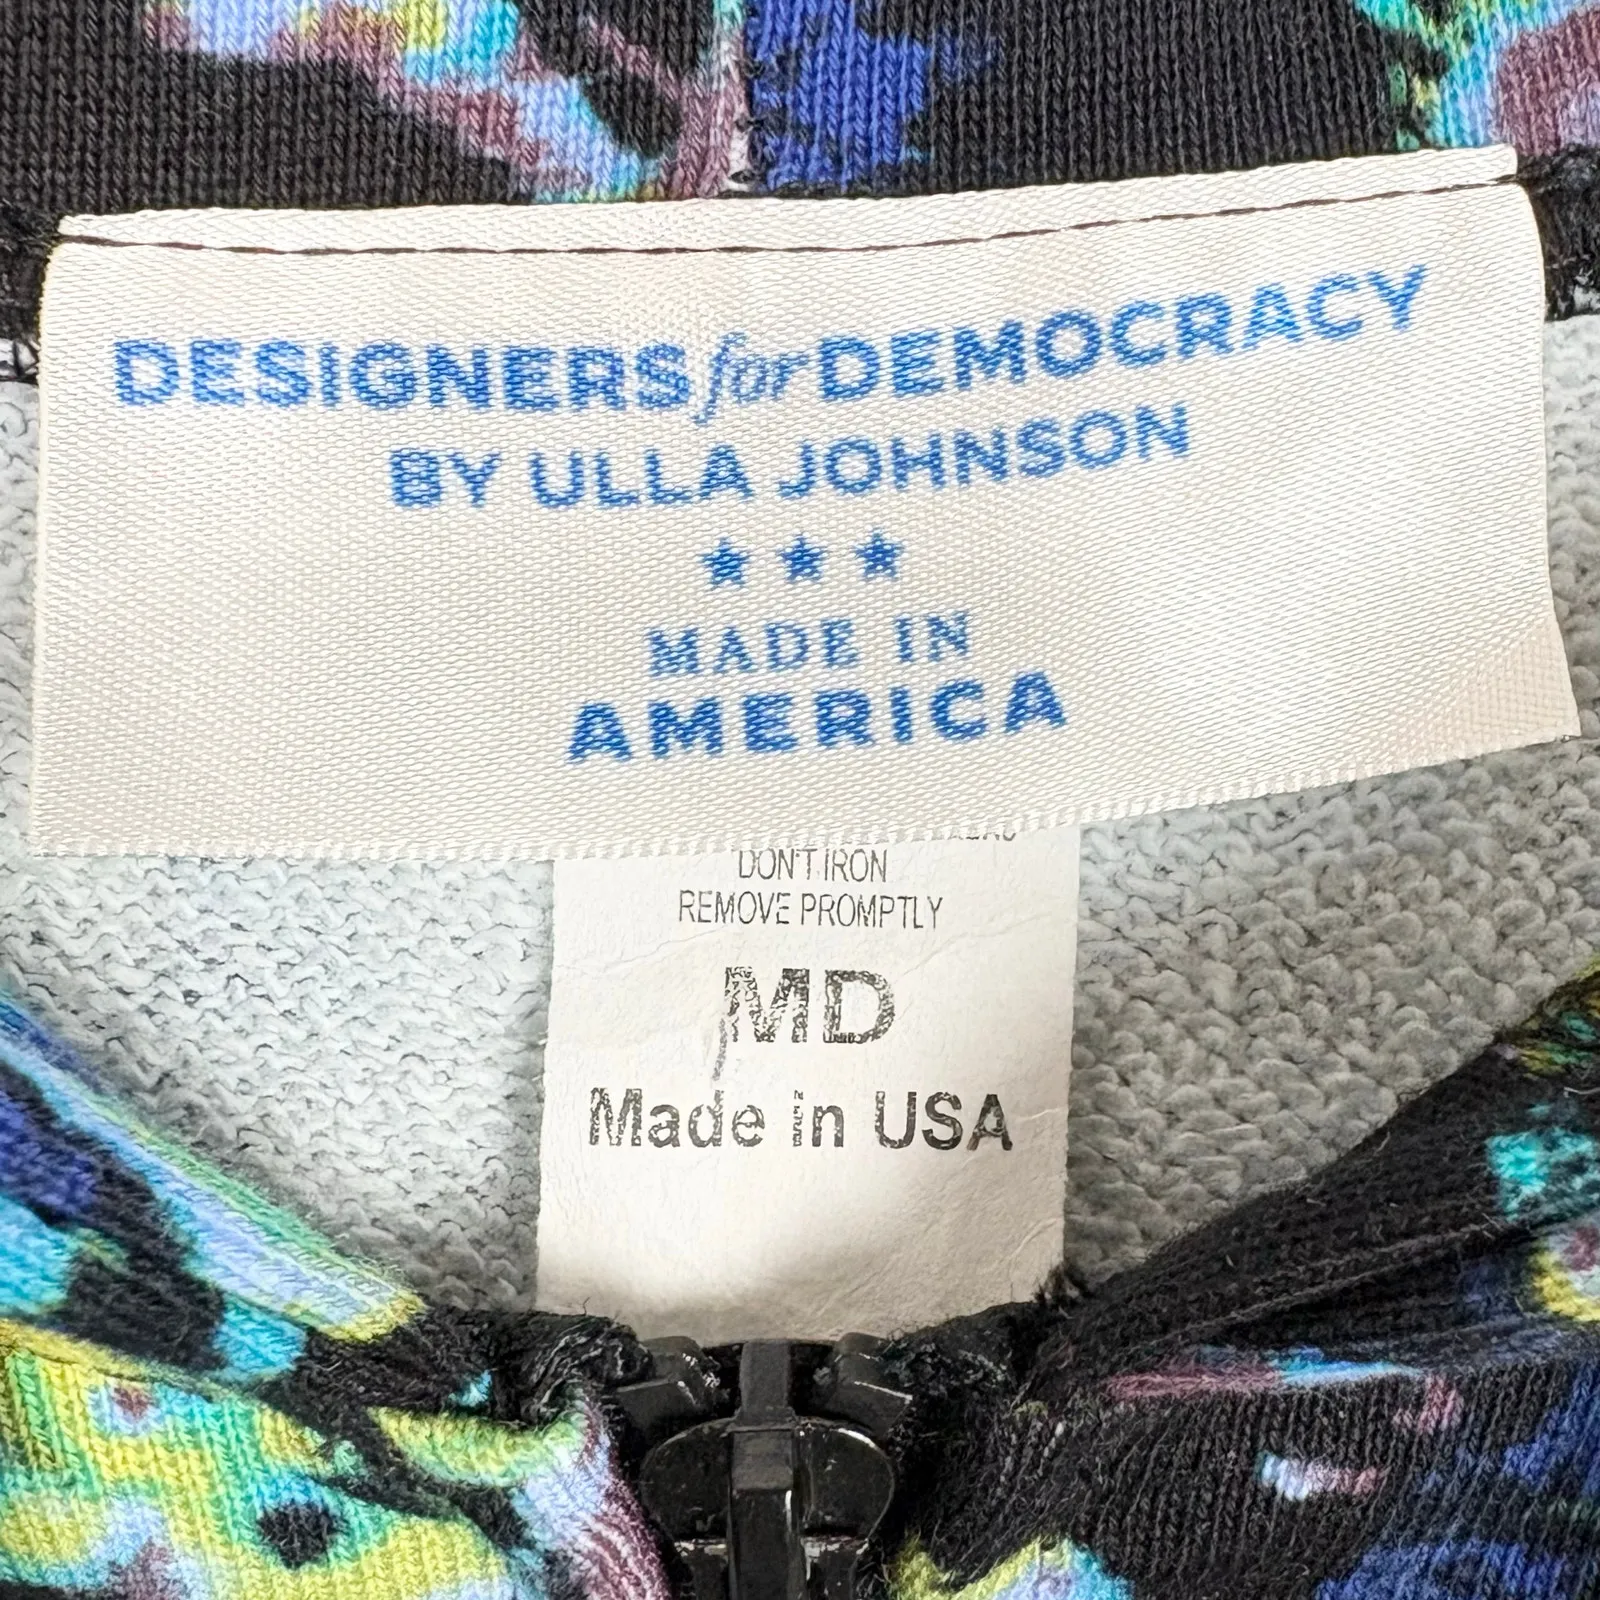 DESIGNERS for DEMOCRACY
BY ULLA JOHNSON
★ ★ ★
MADE IN
AMERICA
DON'T IRON
REMOVE PROMPTLY
MD
Made in USA